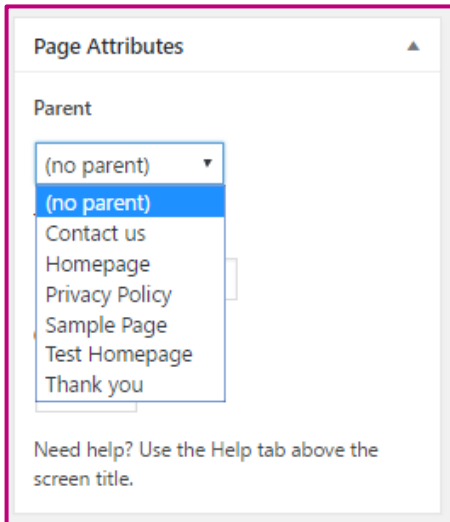 Page Attributes
Parent
(no parent)
(no parent)
Contact us
Homepage
Privacy Policy
Sample Page
Test Homepage
Thank you
Need help? Use the Help tab above the
screen title.